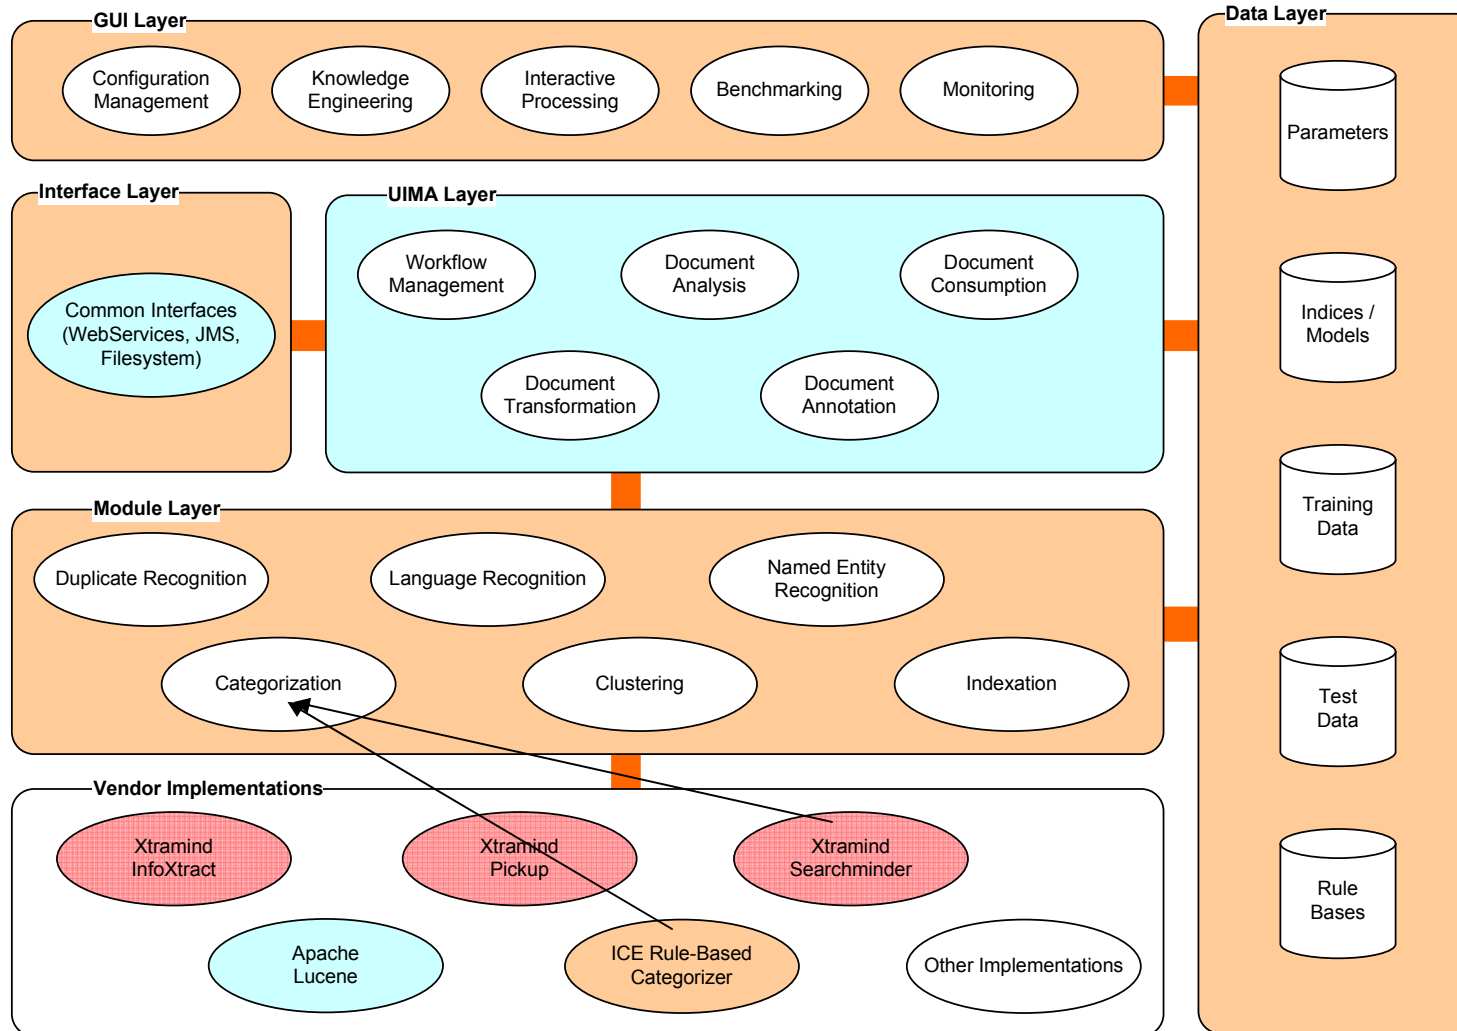 GUI Layer
Configuration
Management
Knowledge
Engineering
Interactive
Processing
Benchmarking
Monitoring
Interface Layer
Common Interfaces
(WebServices, JMS,
Filesystem)
UIMA Layer
Workflow
Management
Document
Analysis
Document
Consumption
Document
Transformation
Document
Annotation
Module Layer
Duplicate Recognition
Language Recognition
Named Entity
Recognition
Categorization
Clustering
Indexation
Vendor Implementations
Xtramind
InfoXtract
Xtramind
Pickup
Xtramind
Searchminder
Apache
Lucene
ICE Rule-Based
Categorizer
Other Implementations
Data Layer
Parameters
Indices /
Models
Training
Data
Test
Data
Rule
Bases